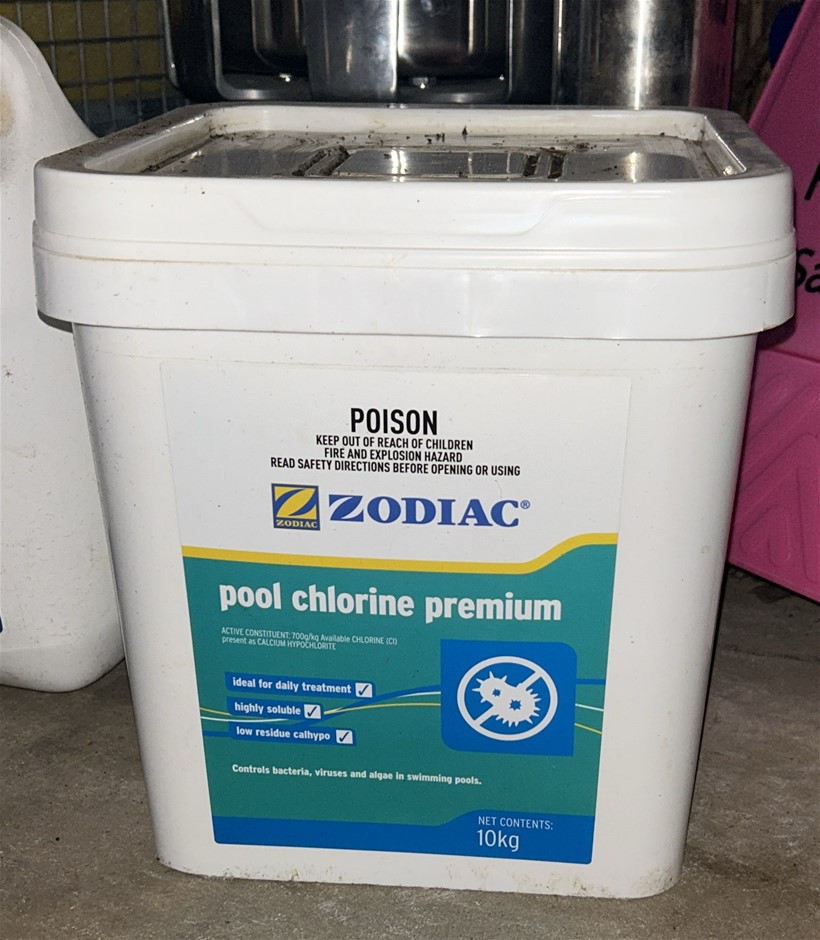 POISON
KEEP OUT OF REACH OF CHILDREN
FIRE AND EXPLOSION HAZARD
READ SAFETY DIRECTIONS BEFORE OPENING OR USING
ZODIAC
ZODIAC®
pool chlorine premium
ACTIVE CONSTITUENT: 700g/kg Available CHLORINE (Cl)
present as CALCIUM HYPOCHLORITE
ideal for daily treatment
highly soluble
low residue calhypo
Controls bacteria, viruses and algae in swimming pools.
NET CONTENTS:
10kg